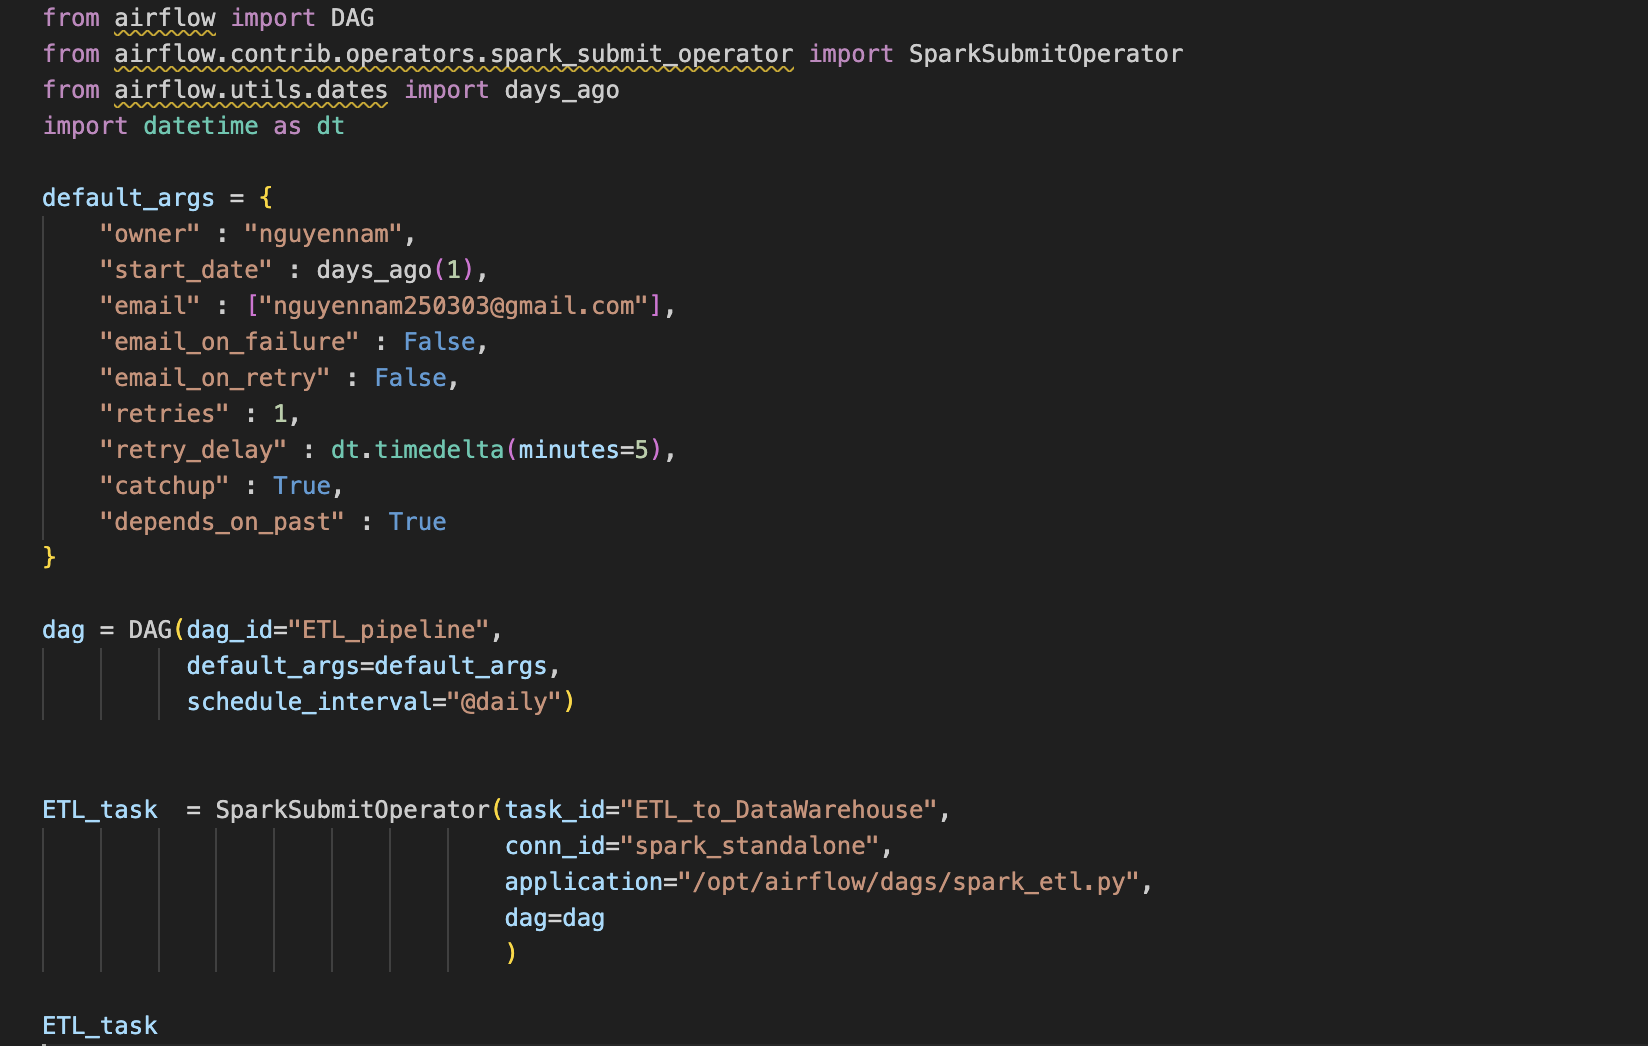 from airflow import DAG
from airflow.contrib.operators.spark_submit_operator import SparkSubmitOperator
from airflow.utils.dates import days_ago
import datetime as dt
default_args = {
"owner" : "nguyennam",
"start_date" : days_ago(1),
"email" : ["nguyennam250303@gmail.com"],
"email_on_failure" : False,
"email_on_retry" : False,
"retries" : 1,
"retry_delay" : dt.timedelta(minutes=5),
"catchup" : True,
"depends_on_past" : True
}
dag = DAG(dag_id="ETL_pipeline",
default_args=default_args,
schedule_interval="@daily")
ETL_task  = SparkSubmitOperator(task_id="ETL_to_DataWarehouse",
conn_id="spark_standalone",
application="/opt/airflow/dags/spark_etl.py",
dag=dag
)
ETL_task